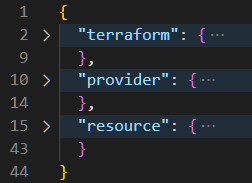 1 {
2 "terraform": {···
9 },
10 "provider": {···
14 },
15 "resource": {···
43 }
44 }